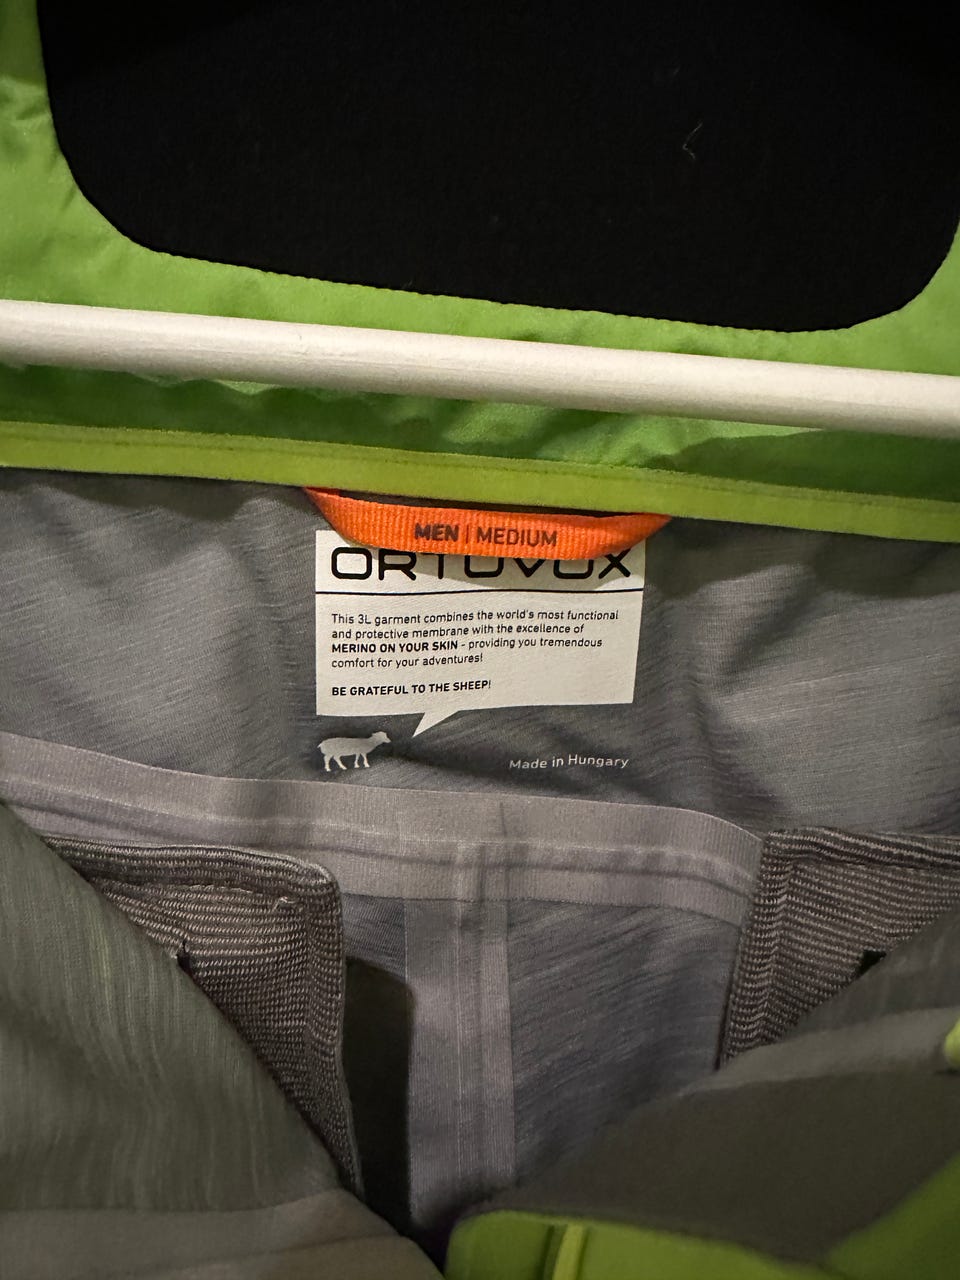 MEN | MEDIUM
ORTOVOX
This 3L garment combines the world's most functional
and protective membrane with the excellence of
MERINO ON YOUR SKIN - providing you tremendous
comfort for your adventures!
BE GRATEFUL TO THE SHEEP!
Made in Hungary